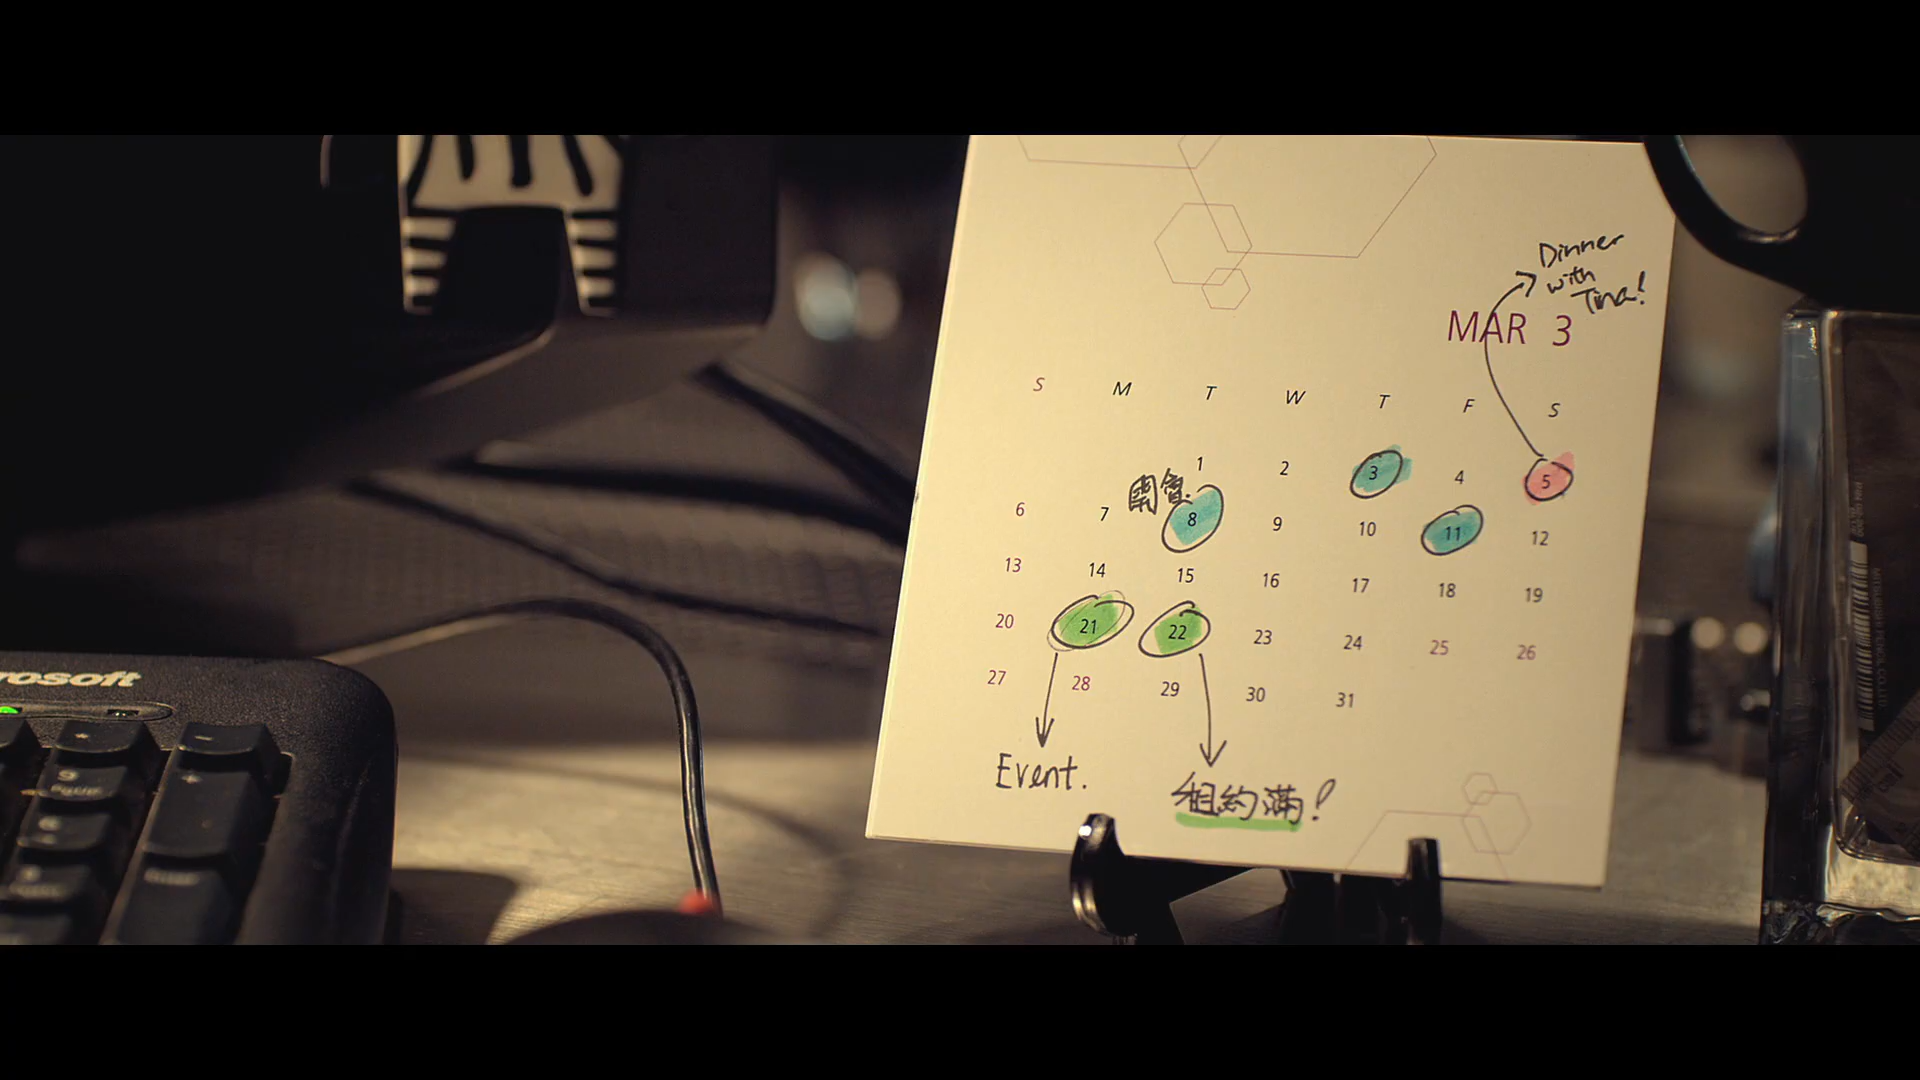 Dinner
with
Tina!
MAR 3
S M T W T F S
1 2 3 4 5
開會.
6 7 8 9 10 11 12
13 14 15 16 17 18 19
20 21 22 23 24 25 26
27 28 29 30 31
Event.
租約滿!
rosoft